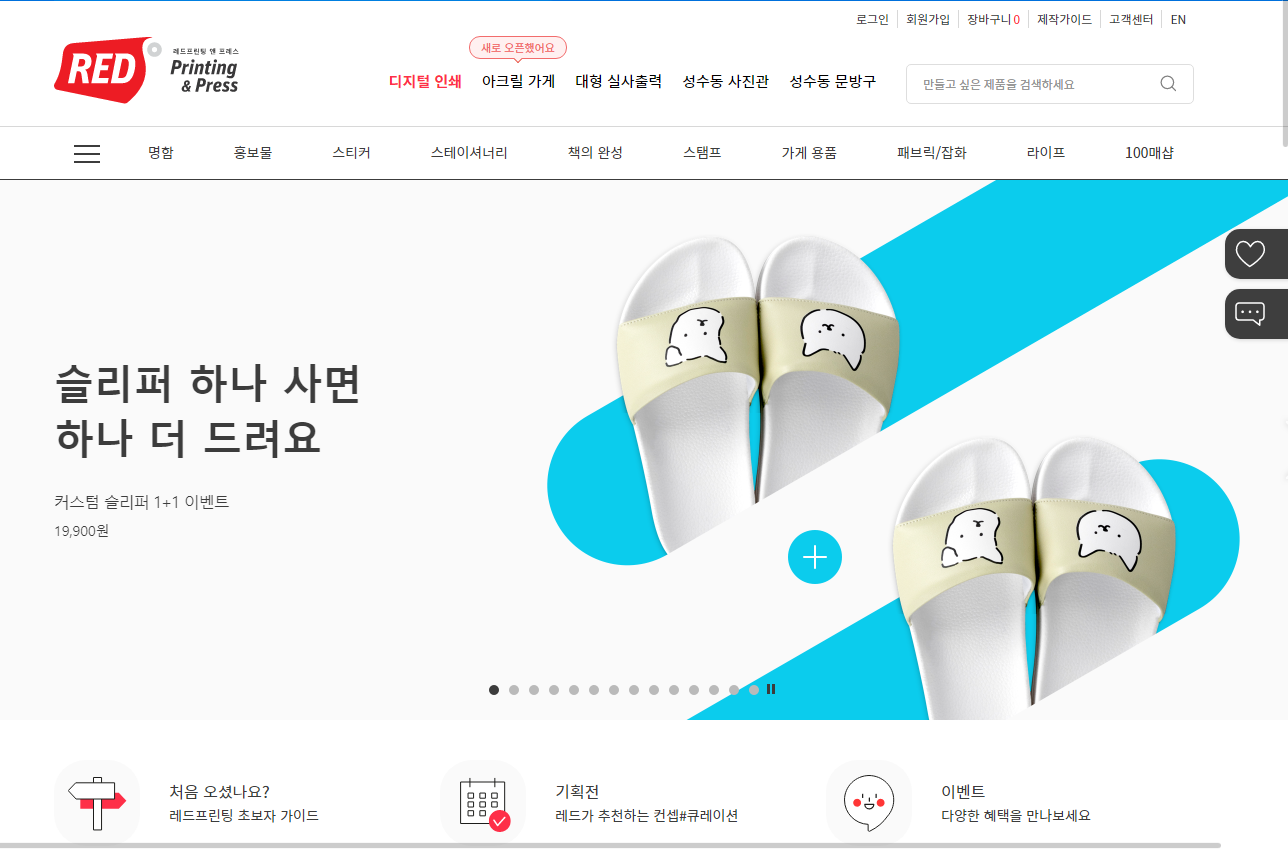 로그인
회원가입
장바구니 0
제작가이드
고객센터
EN
RED
레드프린팅 앤 프레스
Printing
& Press
새로 오픈했어요
디지털 인쇄
아크릴 가게
대형 실사출력
성수동 사진관
성수동 문방구
만들고 싶은 제품을 검색하세요
명함
홍보물
스티커
스테이셔너리
책의 완성
스탬프
가게 용품
패브릭/잡화
라이프
100매샵
슬리퍼 하나 사면
하나 더 드려요
커스텀 슬리퍼 1+1 이벤트
19,900원
처음 오셨나요?
레드프린팅 초보자 가이드
기획전
레드가 추천하는 컨셉#큐레이션
이벤트
다양한 혜택을 만나보세요